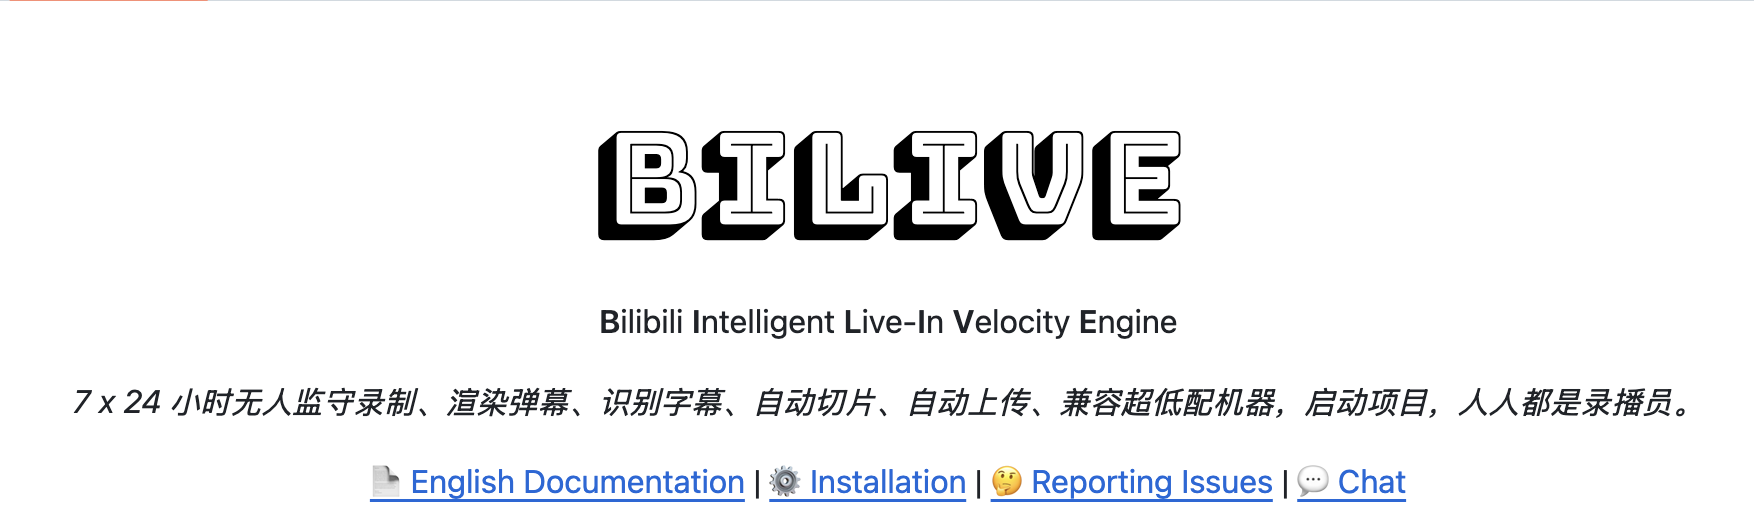 BILIVE
Bilibili Intelligent Live-In Velocity Engine
7 x 24 小时无人监守录制、渲染弹幕、识别字幕、自动切片、自动上传、兼容超低配机器，启动项目，人人都是录播员。
📄 English Documentation | ⚙️ Installation | 🤔 Reporting Issues | 💬 Chat